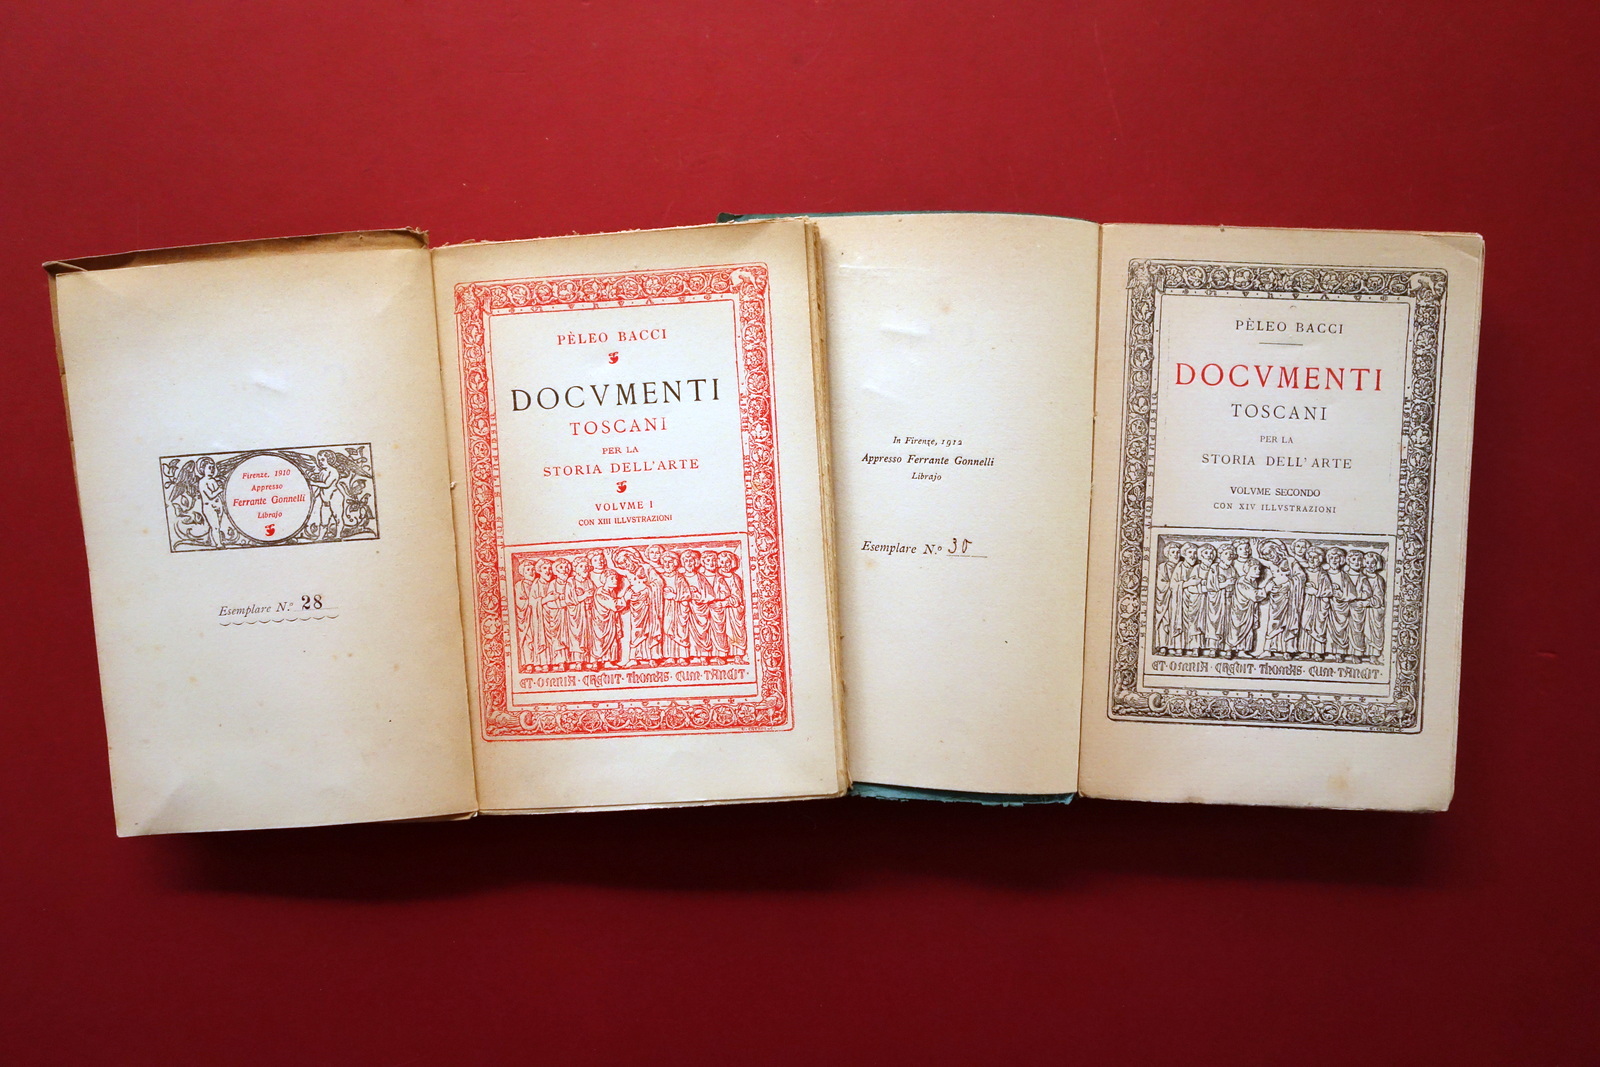 Firenze, 1910
Appresso
Ferrante Gonnelli
Librajo
Esemplare N.º 28
PÈLEO BACCI
DOCVMENTI
TOSCANI
PER LA
STORIA DELL'ARTE
VOLVME I
CON XIII ILLVSTRAZIONI
ET · OMNIA · CREDIT · THOMAS · CUM · TANGIT ·
In Firenze, 1912
Appresso Ferrante Gonnelli
Librajo
Esemplare N.º
PÈLEO BACCI
DOCVMENTI
TOSCANI
PER LA
STORIA DELL'ARTE
VOLVME SECONDO
CON XIV ILLVSTRAZIONI
ET · OMNIA · CREDIT · THOMAS · CUM · TANGIT ·